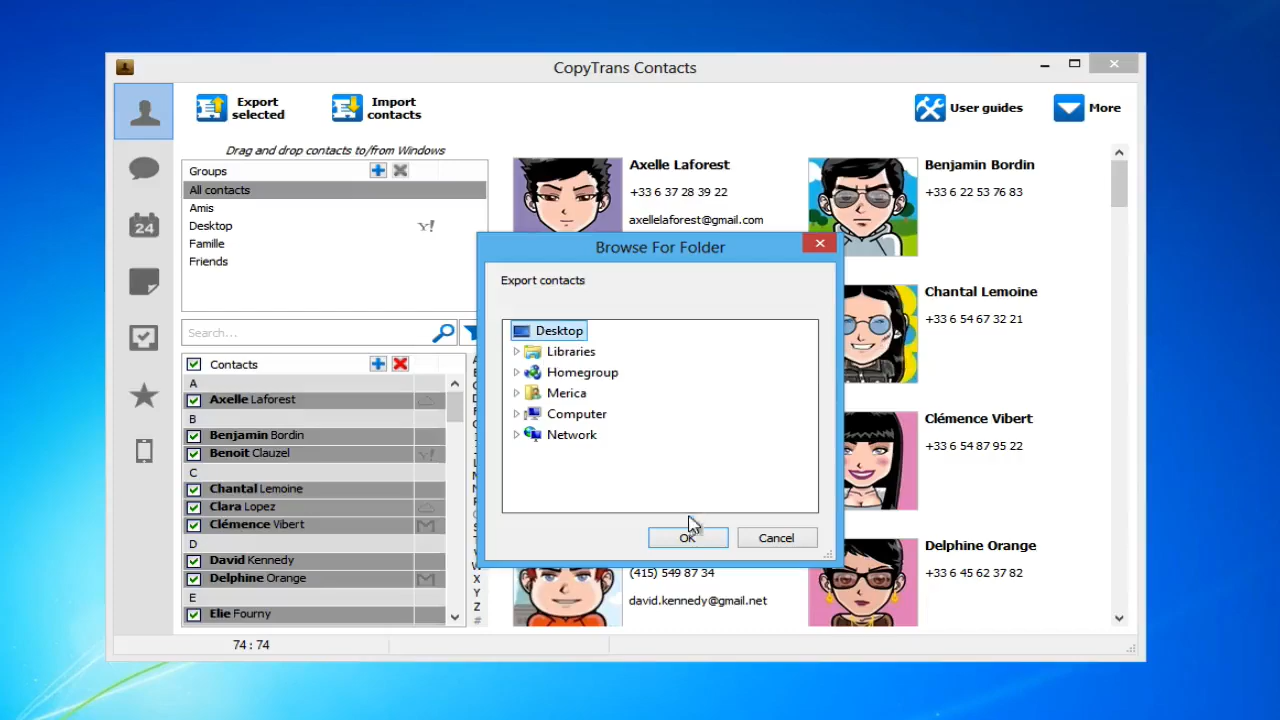 CopyTrans Contacts
Export selected
Import contacts
User guides
More
24
Drag and drop contacts to/from Windows
Groups
All contacts
Amis
Desktop
Famille
Friends
Search...
Contacts
A
Axelle Laforest
B
Benjamin Bordin
Benoit Clauzel
C
Chantal Lemoine
Clara Lopez
Clémence Vibert
D
David Kennedy
Delphine Orange
E
Elie Fourny
X
Y
Z
#
74 : 74
Axelle Laforest
+33 6 37 28 39 22
axellelaforest@gmail.com
Benjamin Bordin
+33 6 22 53 76 83
Chantal Lemoine
+33 6 54 67 32 21
Clémence Vibert
+33 6 54 87 95 22
(415) 549 87 34
david.kennedy@gmail.net
Delphine Orange
+33 6 45 62 37 82
Browse For Folder
Export contacts
Desktop
Libraries
Homegroup
Merica
Computer
Network
OK
Cancel